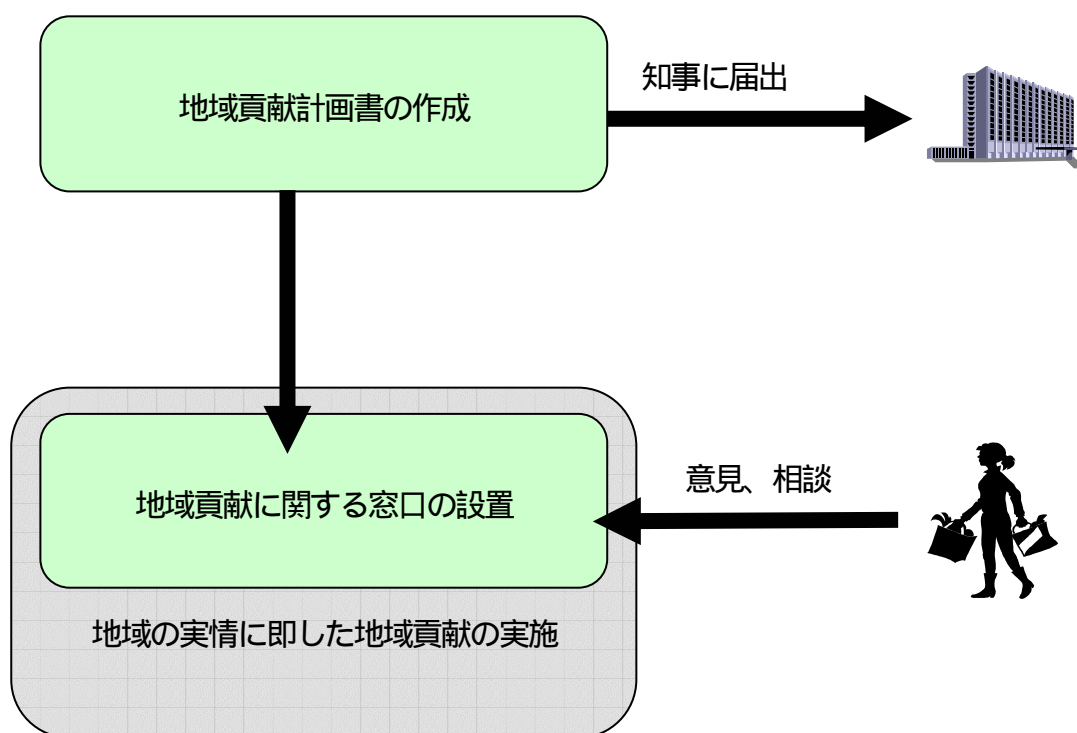 地域貢献計画書の作成
知事に届出
地域貢献に関する窓口の設置
意見、相談
地域の実情に即した地域貢献の実施